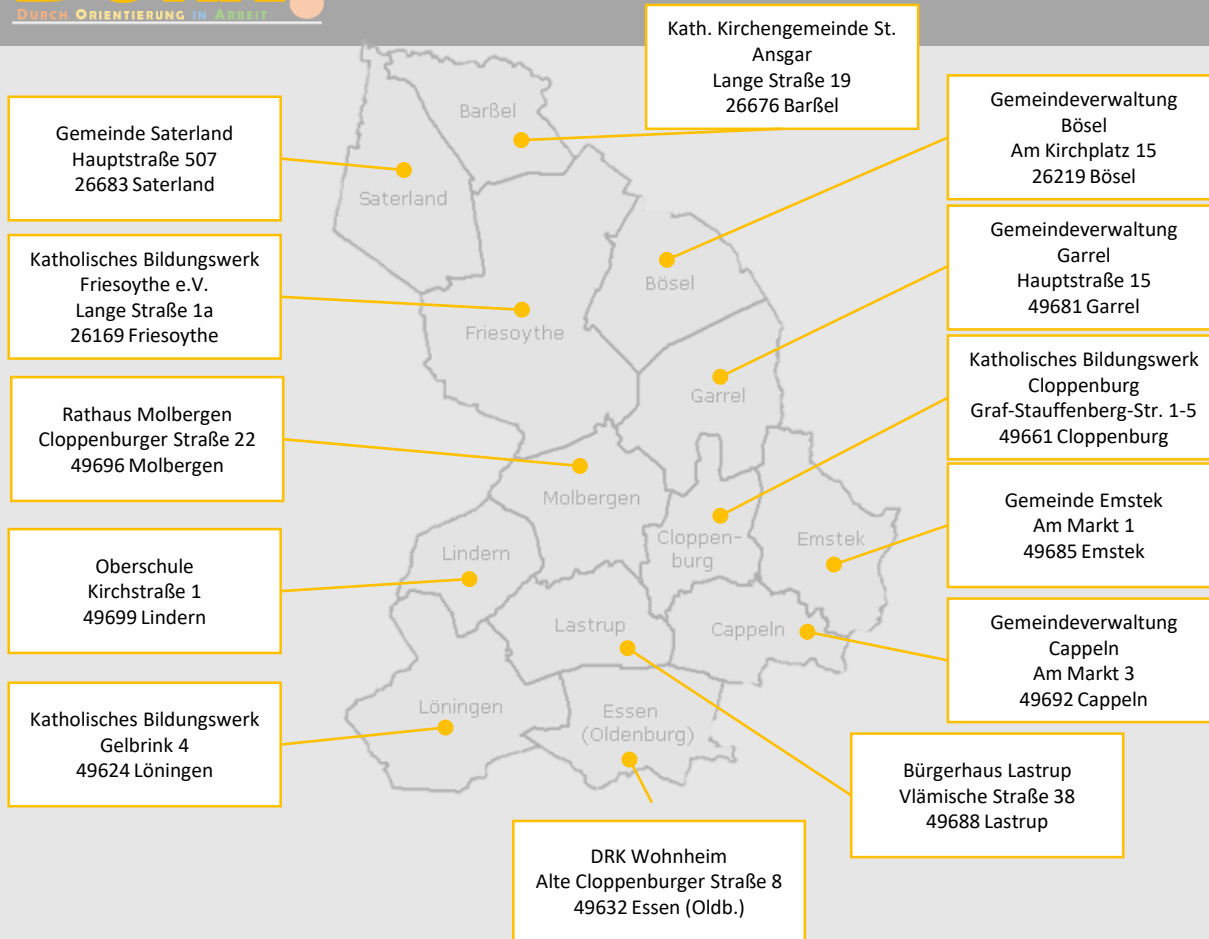 DURCH ORIENTIERUNG IN ARBEIT
Kath. Kirchengemeinde St.
Ansgar
Lange Straße 19
26676 Barßel
Gemeinde Saterland
Hauptstraße 507
26683 Saterland
Gemeindeverwaltung
Bösel
Am Kirchplatz 15
26219 Bösel
Katholisches Bildungswerk
Friesoythe e.V.
Lange Straße 1a
26169 Friesoythe
Gemeindeverwaltung
Garrel
Hauptstraße 15
49681 Garrel
Rathaus Molbergen
Cloppenburger Straße 22
49696 Molbergen
Katholisches Bildungswerk
Cloppenburg
Graf-Stauffenberg-Str. 1-5
49661 Cloppenburg
Oberschule
Kirchstraße 1
49699 Lindern
Gemeinde Emstek
Am Markt 1
49685 Emstek
Gemeindeverwaltung
Cappeln
Am Markt 3
49692 Cappeln
Katholisches Bildungswerk
Gelbrink 4
49624 Löningen
Bürgerhaus Lastrup
Vlämische Straße 38
49688 Lastrup
DRK Wohnheim
Alte Cloppenburger Straße 8
49632 Essen (Oldb.)
Barßel
Saterland
Bösel
Friesoythe
Garrel
Molbergen
Cloppen-
burg
Emstek
Lindern
Lastrup
Cappeln
Löningen
Essen
(Oldenburg)